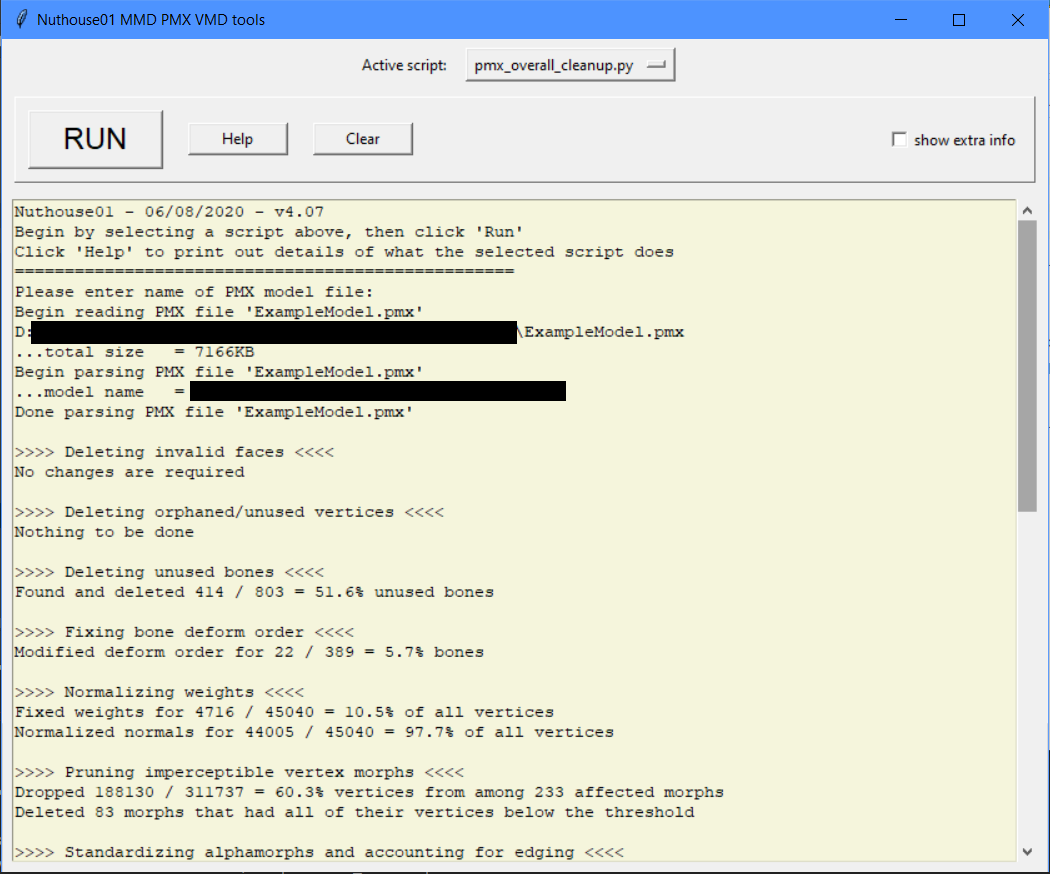 Nuthouse01 MMD PMX VMD tools
Active script: pmx_overall_cleanup.py
RUN Help Clear show extra info
Nuthouse01 - 06/08/2020 - v4.07
Begin by selecting a script above, then click 'Run'
Click 'Help' to print out details of what the selected script does
==================================================
Please enter name of PMX model file:
Begin reading PMX file 'ExampleModel.pmx'
D:\ExampleModel.pmx
...total size   = 7166KB
Begin parsing PMX file 'ExampleModel.pmx'
...model name   =
Done parsing PMX file 'ExampleModel.pmx'
>>>> Deleting invalid faces <<<<
No changes are required
>>>> Deleting orphaned/unused vertices <<<<
Nothing to be done
>>>> Deleting unused bones <<<<
Found and deleted 414 / 803 = 51.6% unused bones
>>>> Fixing bone deform order <<<<
Modified deform order for 22 / 389 = 5.7% bones
>>>> Normalizing weights <<<<
Fixed weights for 4716 / 45040 = 10.5% of all vertices
Normalized normals for 44005 / 45040 = 97.7% of all vertices
>>>> Pruning imperceptible vertex morphs <<<<
Dropped 188130 / 311737 = 60.3% vertices from among 233 affected morphs
Deleted 83 morphs that had all of their vertices below the threshold
>>>> Standardizing alphamorphs and accounting for edging <<<<